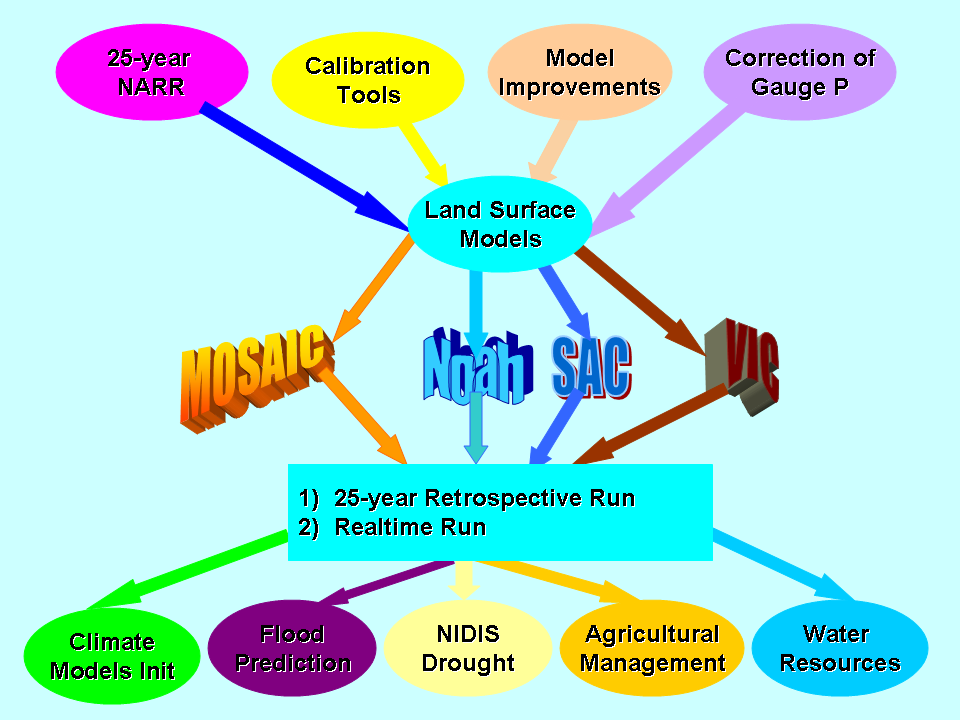 25-year
NARR
Calibration
Tools
Model
Improvements
Correction of
Gauge P
Land Surface
Models
MOSAIC
Noah
SAC
VIC
1) 25-year Retrospective Run
2) Realtime Run
Climate
Models Init
Flood
Prediction
NIDIS
Drought
Agricultural
Management
Water
Resources